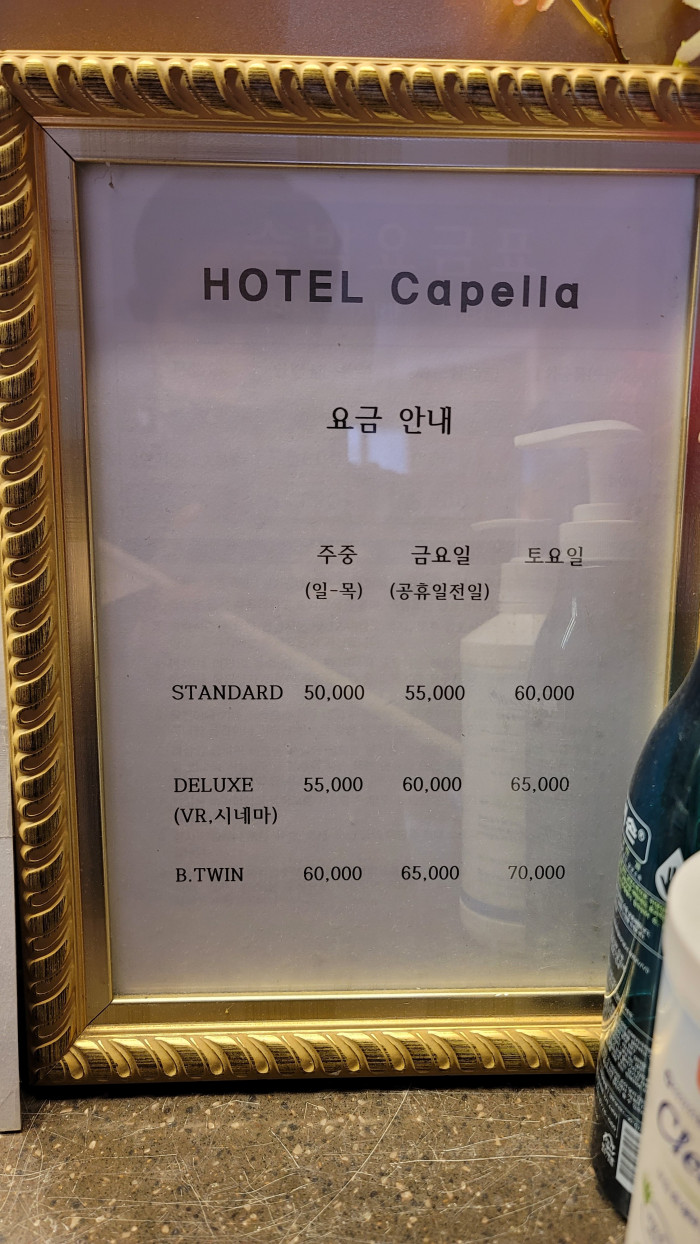 HOTEL Capella
요금 안내
주중 금요일 토요일
(일-목) (공휴일전일)
STANDARD 50,000 55,000 60,000
DELUXE 55,000 60,000 65,000
(VR,시네마)
B.TWIN 60,000 65,000 70,000